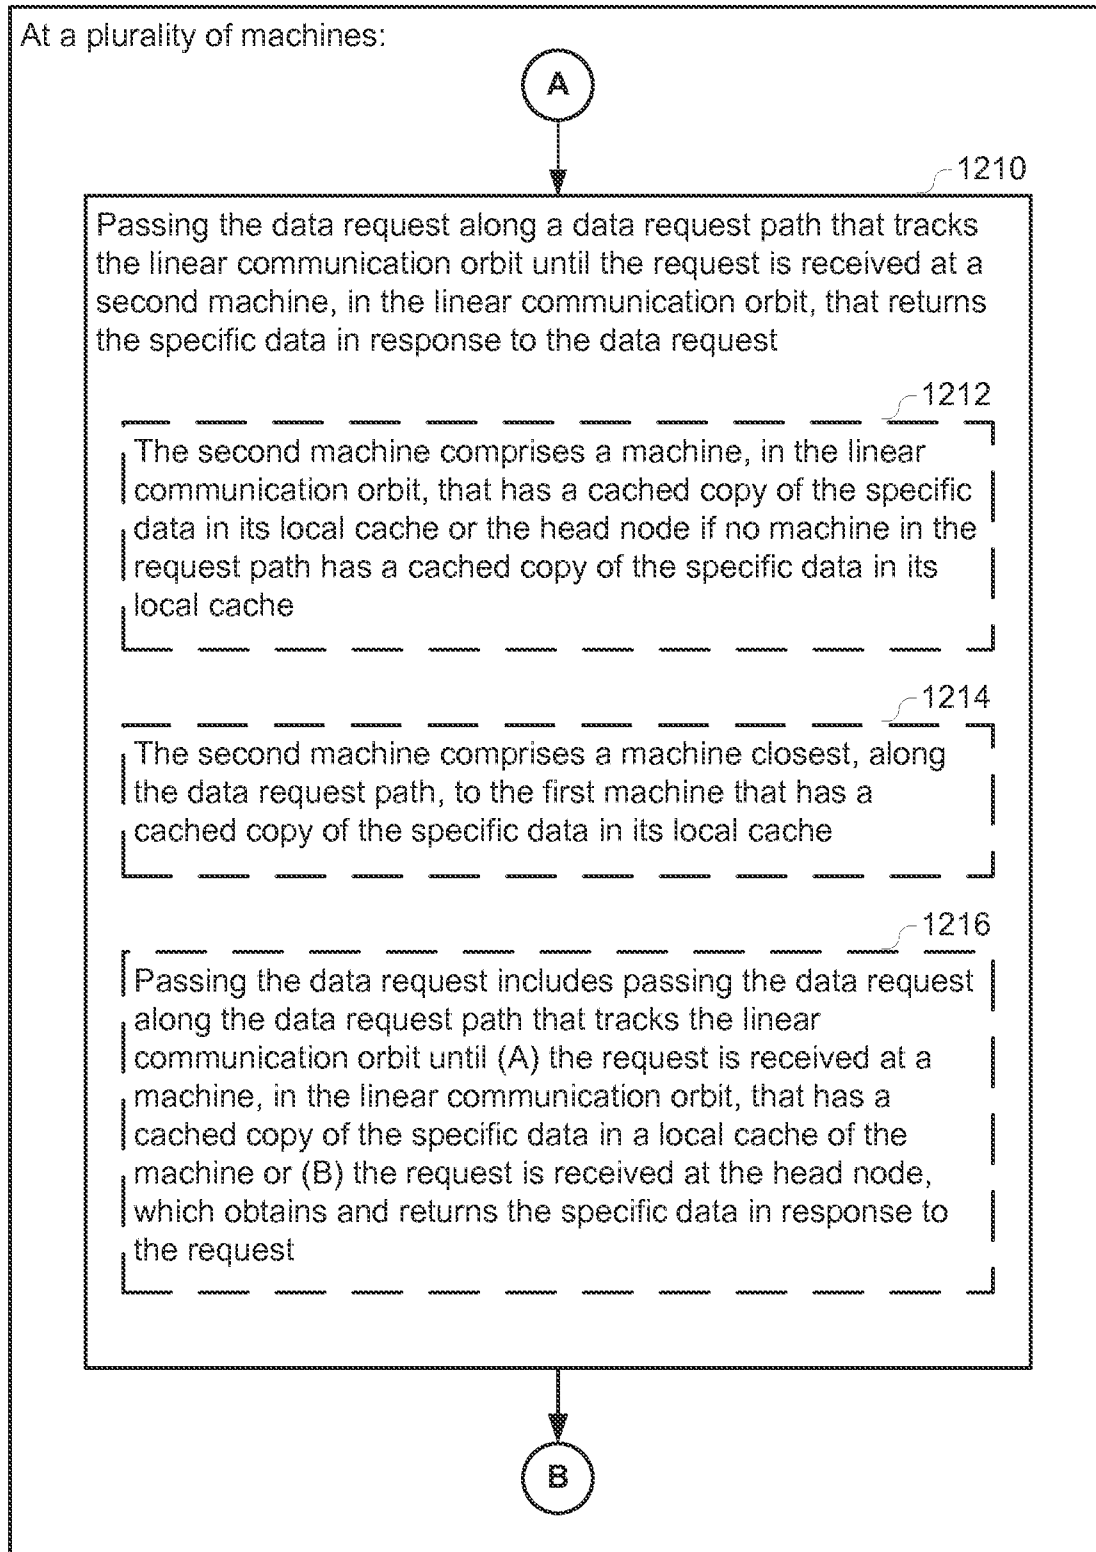 At a plurality of machines:
A
1210
Passing the data request along a data request path that tracks
the linear communication orbit until the request is received at a
second machine, in the linear communication orbit, that returns
the specific data in response to the data request
1212
The second machine comprises a machine, in the linear
communication orbit, that has a cached copy of the specific
data in its local cache or the head node if no machine in the
request path has a cached copy of the specific data in its
local cache
1214
The second machine comprises a machine closest, along
the data request path, to the first machine that has a
cached copy of the specific data in its local cache
1216
Passing the data request includes passing the data request
along the data request path that tracks the linear
communication orbit until (A) the request is received at a
machine, in the linear communication orbit, that has a
cached copy of the specific data in a local cache of the
machine or (B) the request is received at the head node,
which obtains and returns the specific data in response to
the request
B